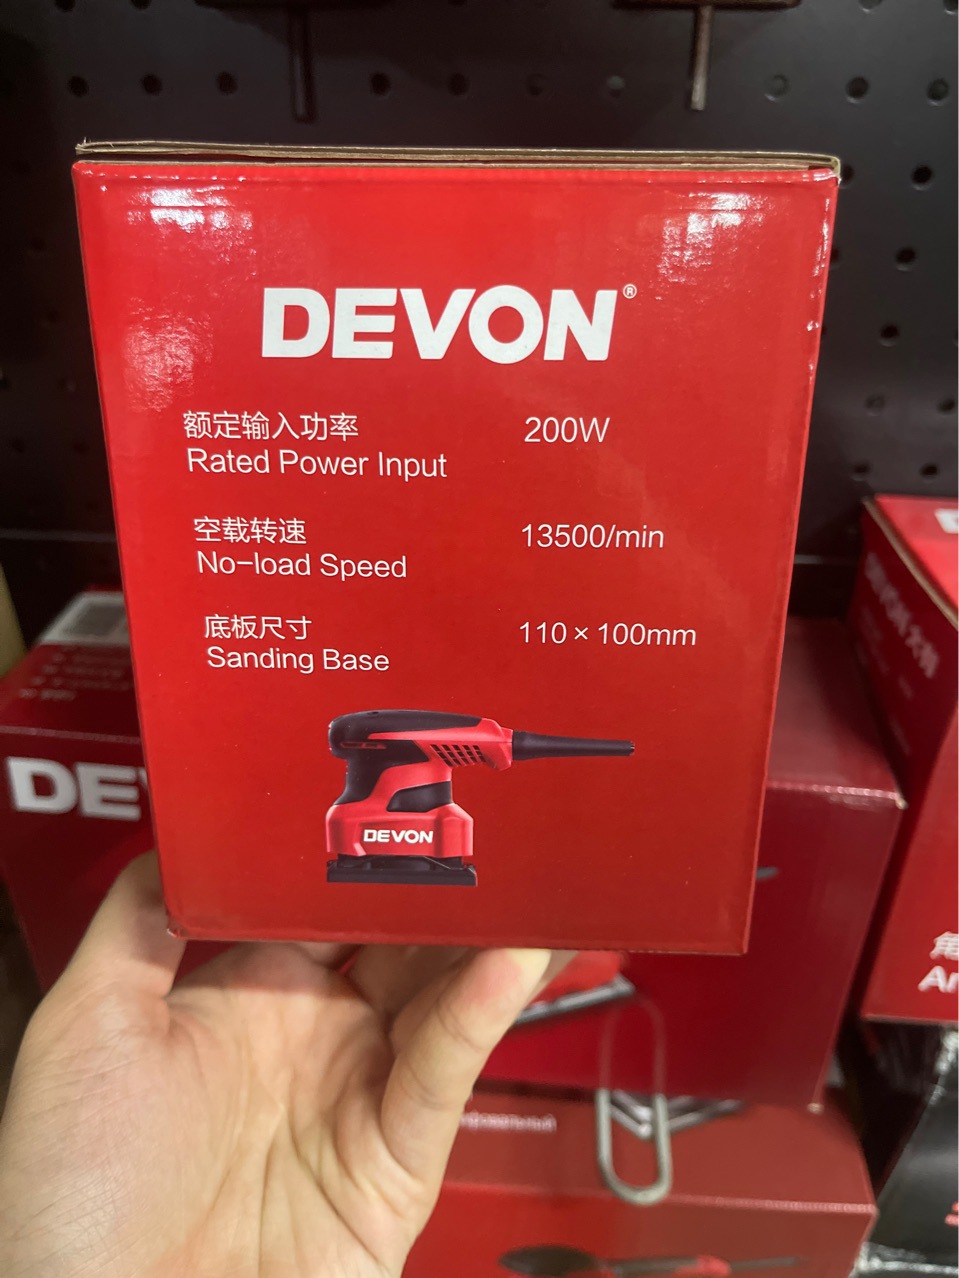 DEVON®
额定输入功率 200W
Rated Power Input
空载转速 13500/min
No-load Speed
底板尺寸 110×100mm
Sanding Base
DEVON
DE